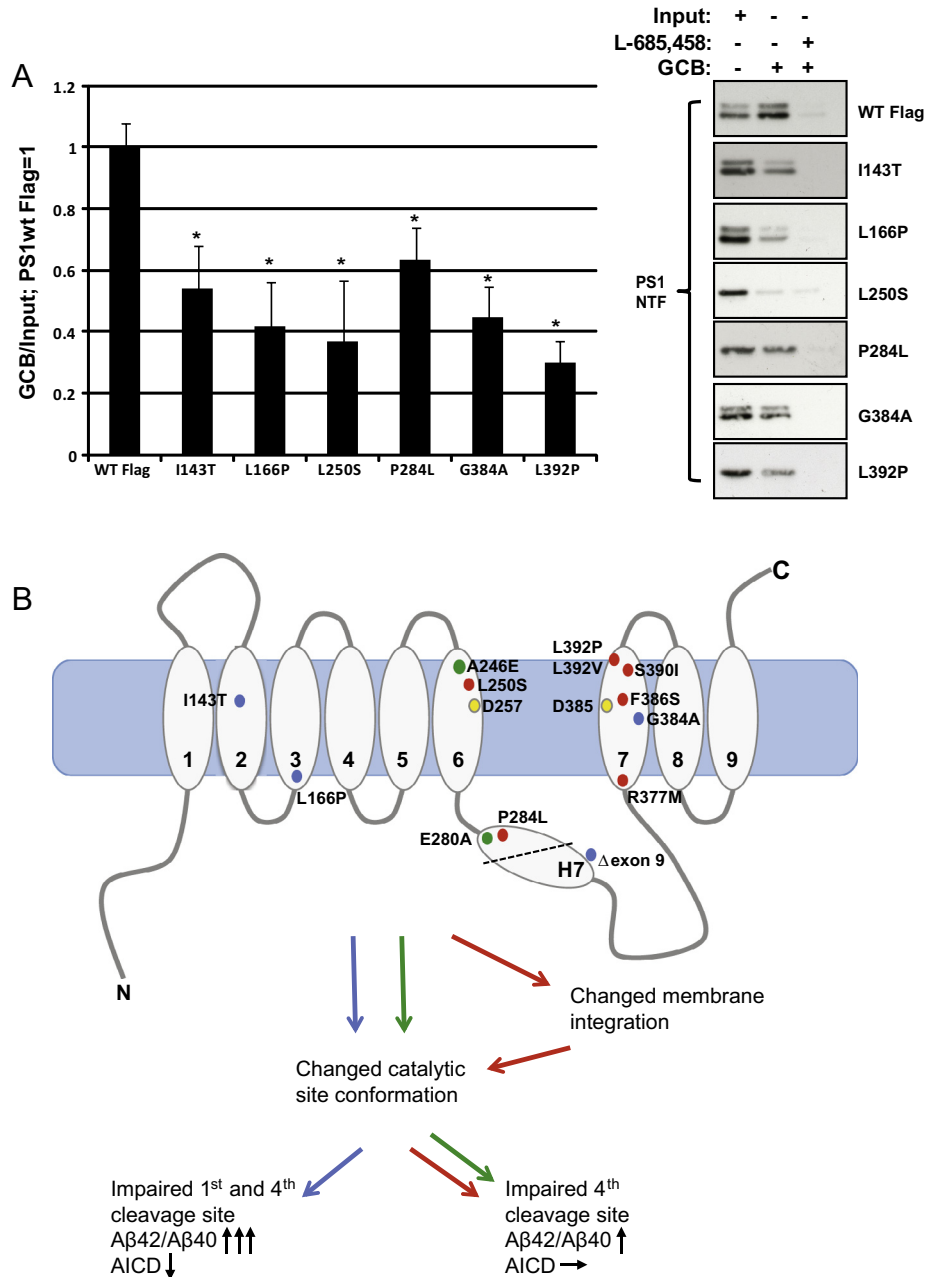 A
GCB/Input; PS1wt Flag=1
1.2
1
0.8
0.6
0.4
0.2
0
* * * * * *
WT Flag I143T L166P L250S P284L G384A L392P
Input: + - -
L-685,458: - - +
GCB: - + +
PS1
NTF
WT Flag
I143T
L166P
L250S
P284L
G384A
L392P
B
C
L392P
A246E
L392V
S390I
L250S
I143T
F386S
D257
D385
G384A
1 2 3 4 5 6 7 8 9
L166P
R377M
P284L
E280A
Δexon 9
H7
N
Changed membrane
integration
Changed catalytic
site conformation
Impaired 1st and 4th
cleavage site
Aβ42/Aβ40 ↑↑↑
AICD ↓
Impaired 4th
cleavage site
Aβ42/Aβ40 ↑
AICD →